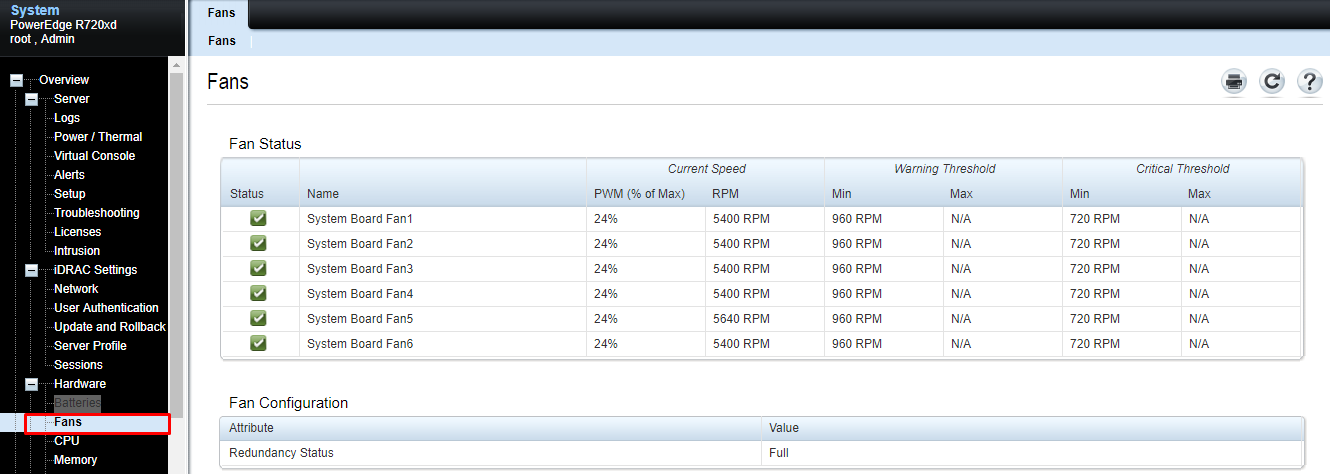 System
PowerEdge R720xd
root , Admin
Overview
Server
Logs
Power / Thermal
Virtual Console
Alerts
Setup
Troubleshooting
Licenses
Intrusion
iDRAC Settings
Network
User Authentication
Update and Rollback
Server Profile
Sessions
Hardware
Batteries
Fans
CPU
Memory
Fans
Fans
Fans
?
Fan Status
Current Speed Warning Threshold Critical Threshold
Status Name PWM (% of Max) RPM Min Max Min Max
System Board Fan1 24% 5400 RPM 960 RPM N/A 720 RPM N/A
System Board Fan2 24% 5400 RPM 960 RPM N/A 720 RPM N/A
System Board Fan3 24% 5400 RPM 960 RPM N/A 720 RPM N/A
System Board Fan4 24% 5400 RPM 960 RPM N/A 720 RPM N/A
System Board Fan5 24% 5640 RPM 960 RPM N/A 720 RPM N/A
System Board Fan6 24% 5400 RPM 960 RPM N/A 720 RPM N/A
Fan Configuration
Attribute Value
Redundancy Status Full